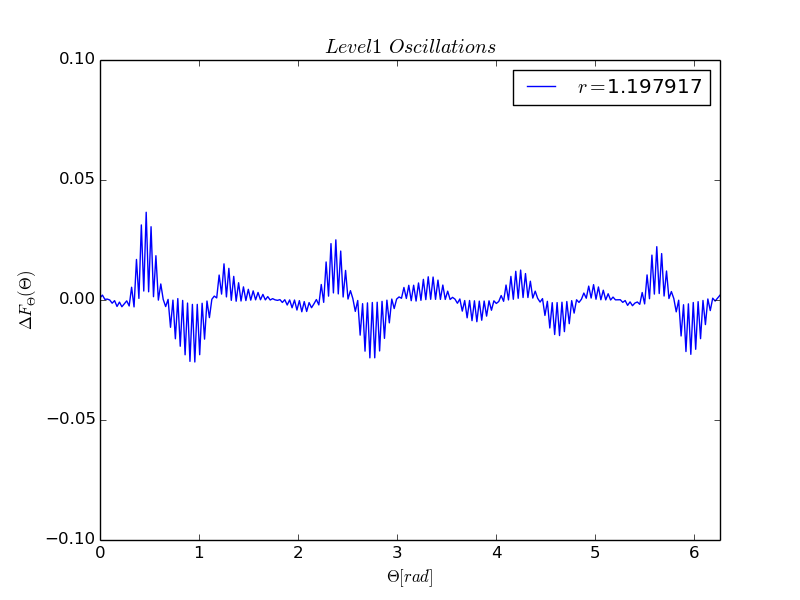 Level1 Oscillations
r=1.197917
0.10
0.05
0.00
−0.05
−0.10
ΔF_Θ(Θ)
0 1 2 3 4 5 6
Θ[rad]